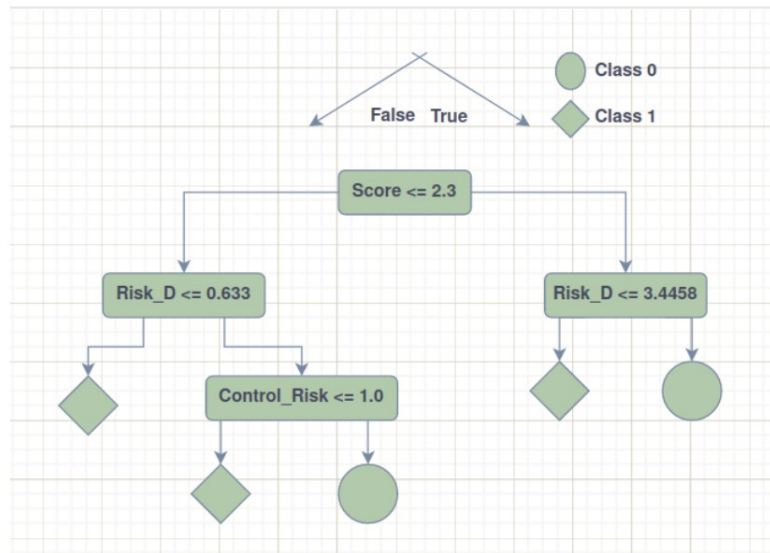 Class 0
False True
Class 1
Score <= 2.3
Risk_D <= 0.633
Risk_D <= 3.4458
Control_Risk <= 1.0